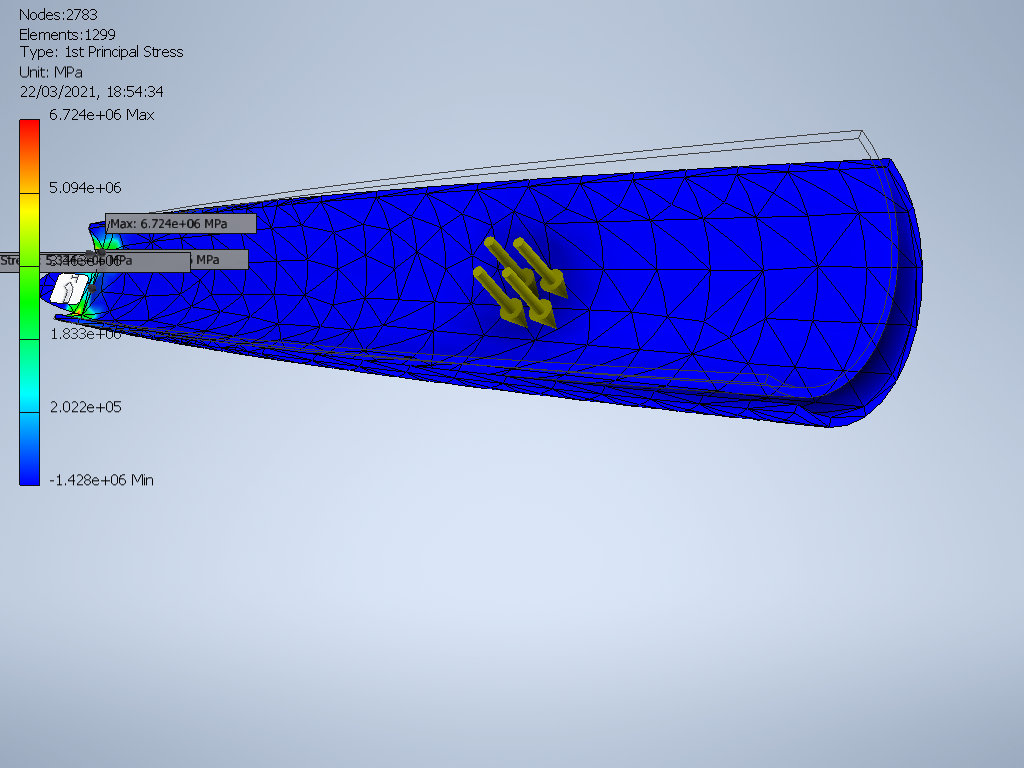 Nodes:2783
Elements:1299
Type: 1st Principal Stress
Unit: MPa
22/03/2021, 18:54:34
6.724e+06 Max
5.094e+06
Max: 6.724e+06 MPa
MPa
1.833e+06
2.022e+05
-1.428e+06 Min